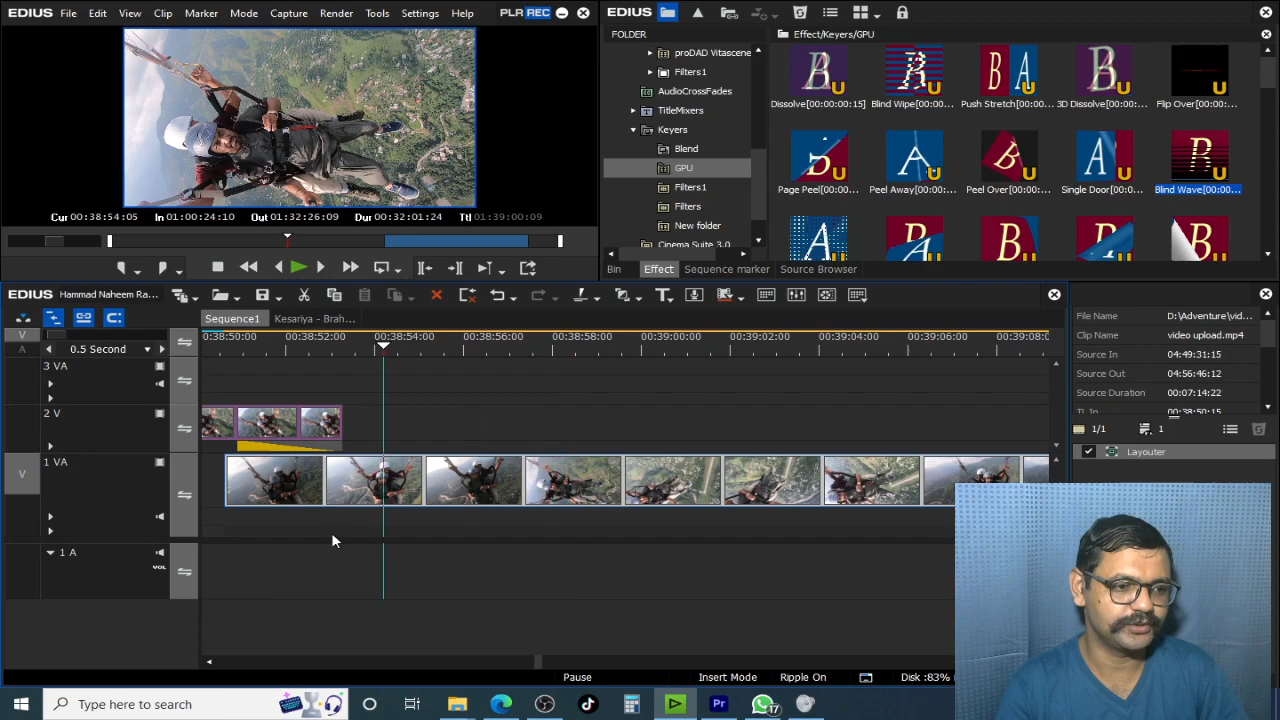 EDIUS File Edit View Clip Marker Mode Capture Render Tools Settings Help PLR REC
Cur 00:38:54:05 In 01:00:24:10 Out 01:32:26:09 Dur 00:32:01:24 Ttl 01:39:00:09
EDIUS
FOLDER
Effect/Keyers/GPU
proDAD Vitascene
Filters1
AudioCrossFades
TitleMixers
Keyers
Blend
GPU
Filters1
Filters
New folder
Cinema Suite 3.0
Dissolve[00:00:00:15] Blind Wipe[00:00... Push Stretch[00:00... 3D Dissolve[00:00... Flip Over[00:00:00...
Page Peel[00:00... Peel Away[00:00:... Peel Over[00:00:... Single Door[00:0... Blind Wave[00:00...
Bin Effect Sequence marker Source Browser
EDIUS Hammad Naheem Ra...
Sequence1 Kesariya - Brah...
V
A
0.5 Second
0:38:50:00 00:38:52:00 00:38:54:00 00:38:56:00 00:38:58:00 00:39:00:00 00:39:02:00 00:39:04:00 00:39:06:00 00:39:08:0
3 VA
2 V
V 1 VA
1 A
VOL
File Name D:\Adventure\vid...
Clip Name video upload.mp4
Source In 04:49:31:15
Source Out 04:56:46:12
Source Duration 00:07:14:22
TL In 00:38:50:15
1/1 1
Layouter
Pause Insert Mode Ripple On Disk :83%
Type here to search
Pr
17